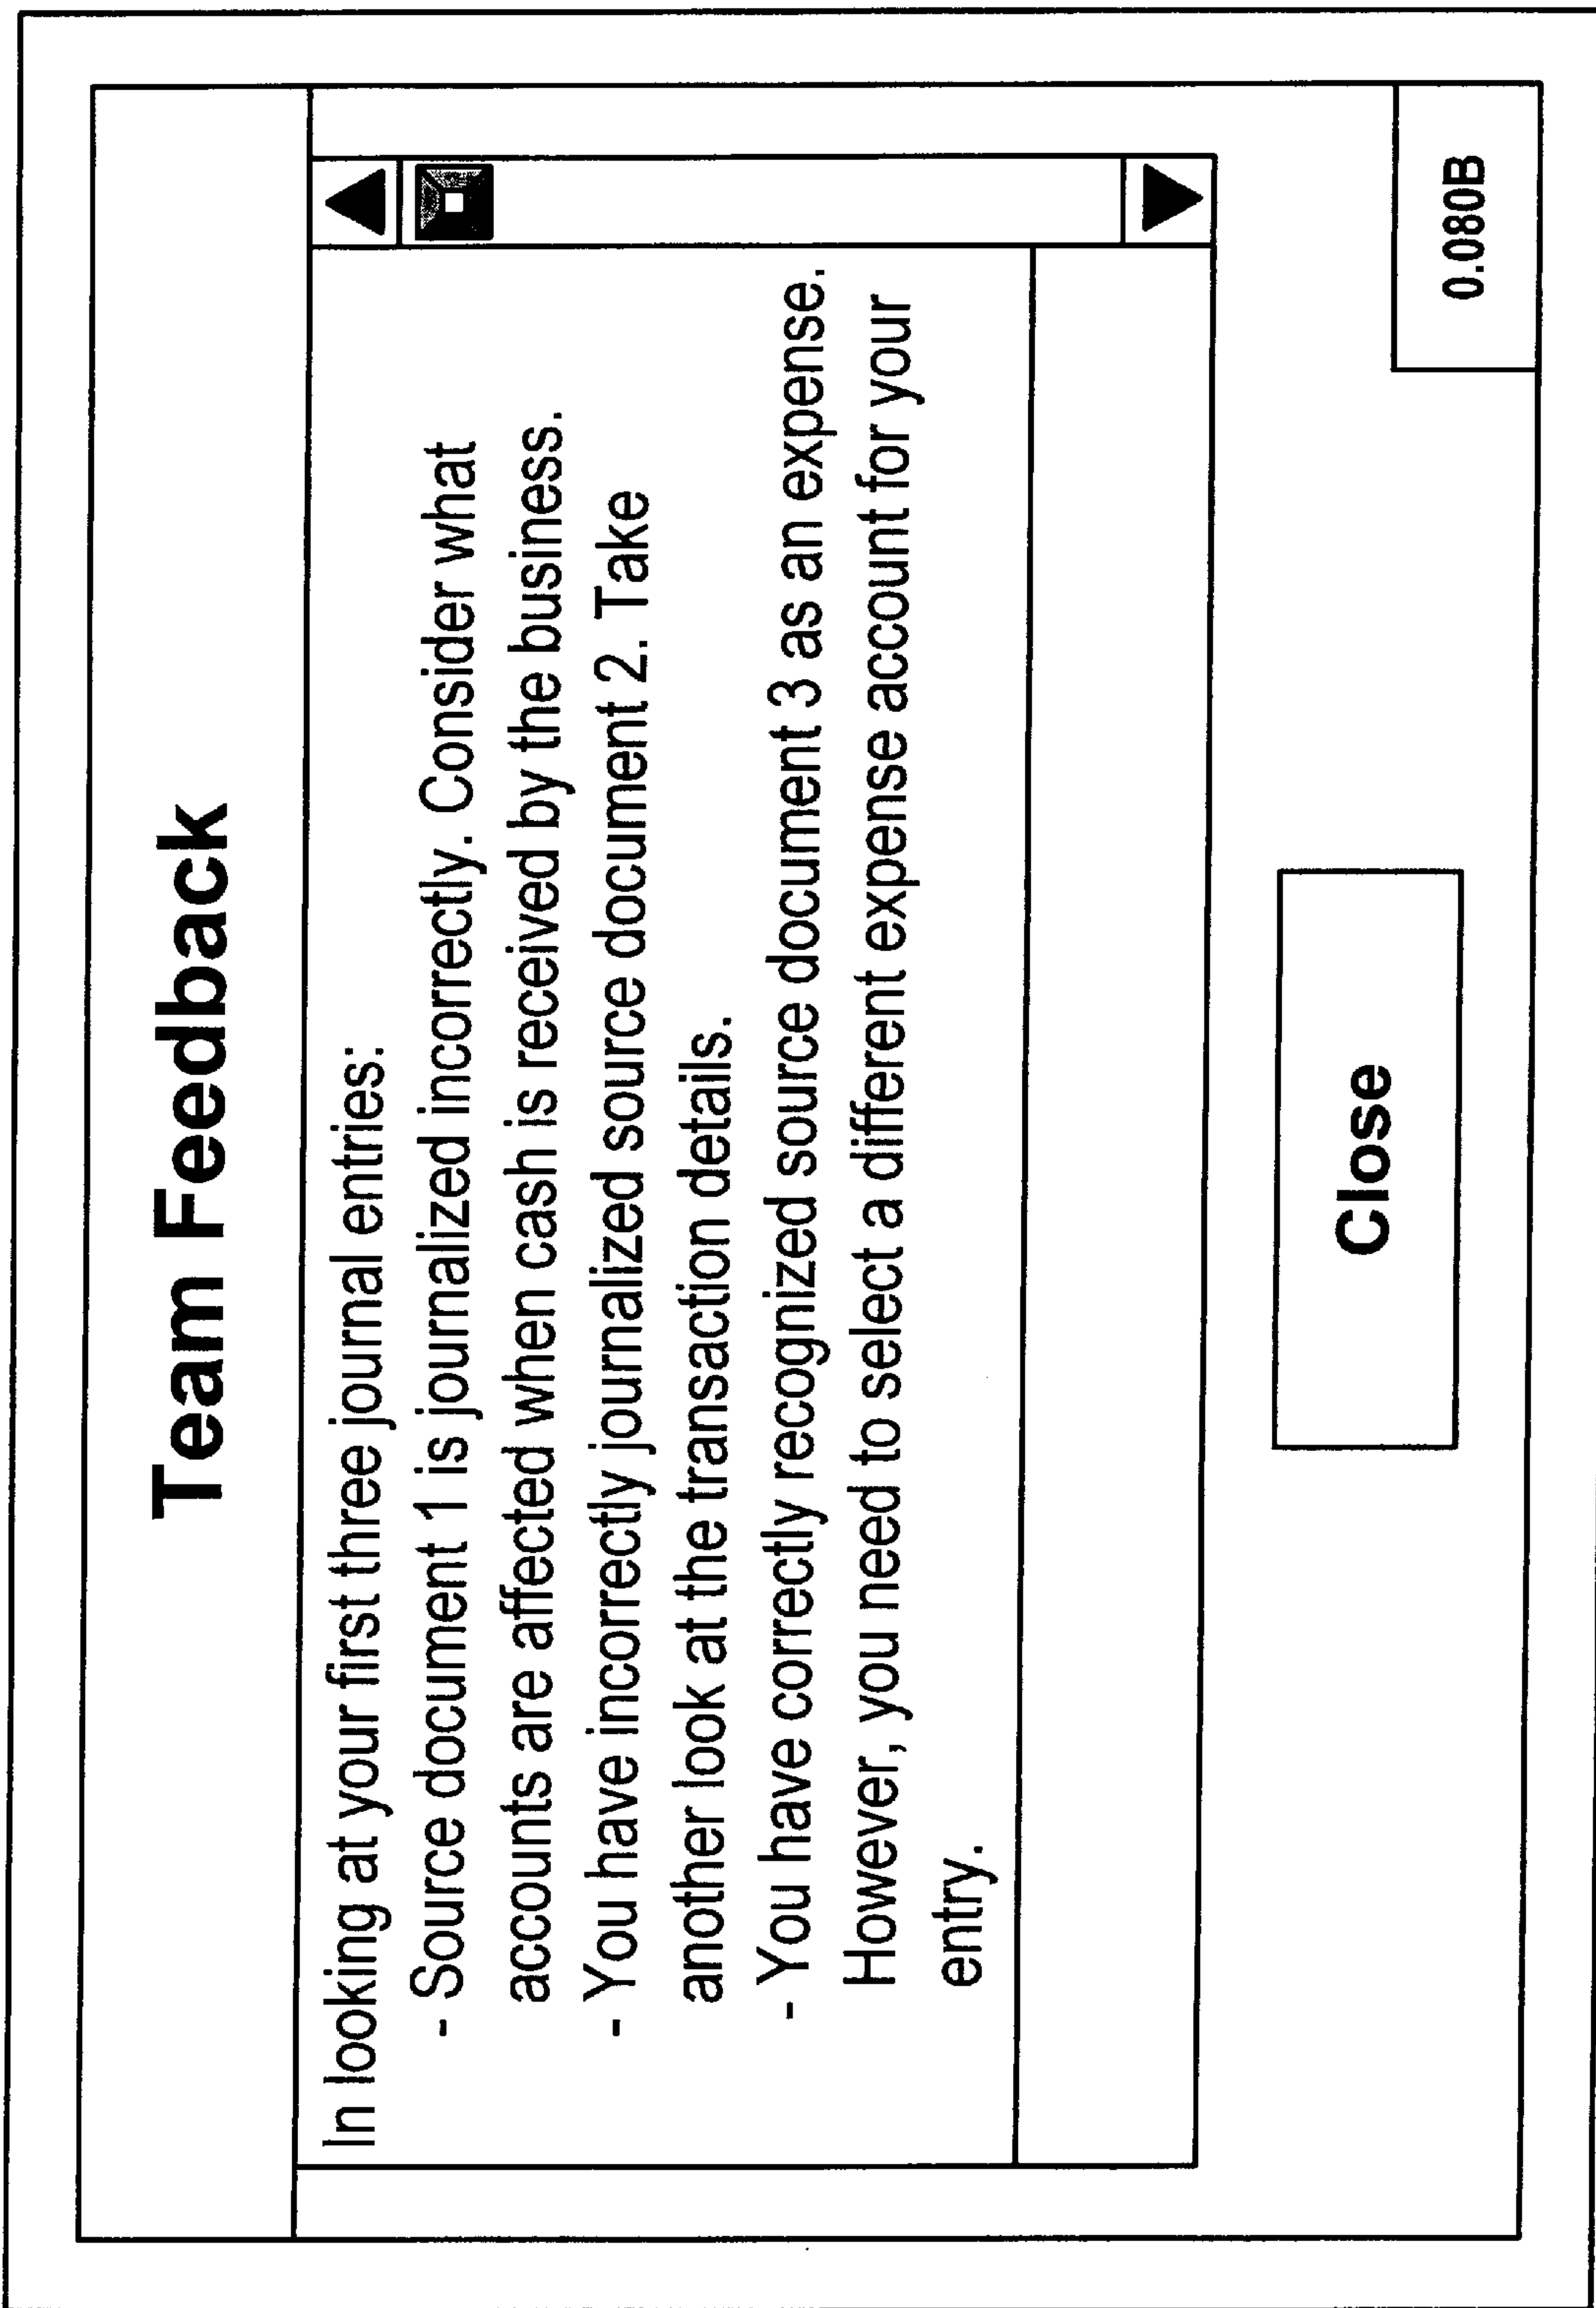 Team Feedback
In looking at your first three journal entries:
- Source document 1 is journalized incorrectly. Consider what
accounts are affected when cash is received by the business.
- You have incorrectly journalized source document 2. Take
another look at the transaction details.
- You have correctly recognized source document 3 as an expense.
However, you need to select a different expense account for your
entry.
Close
0.080B